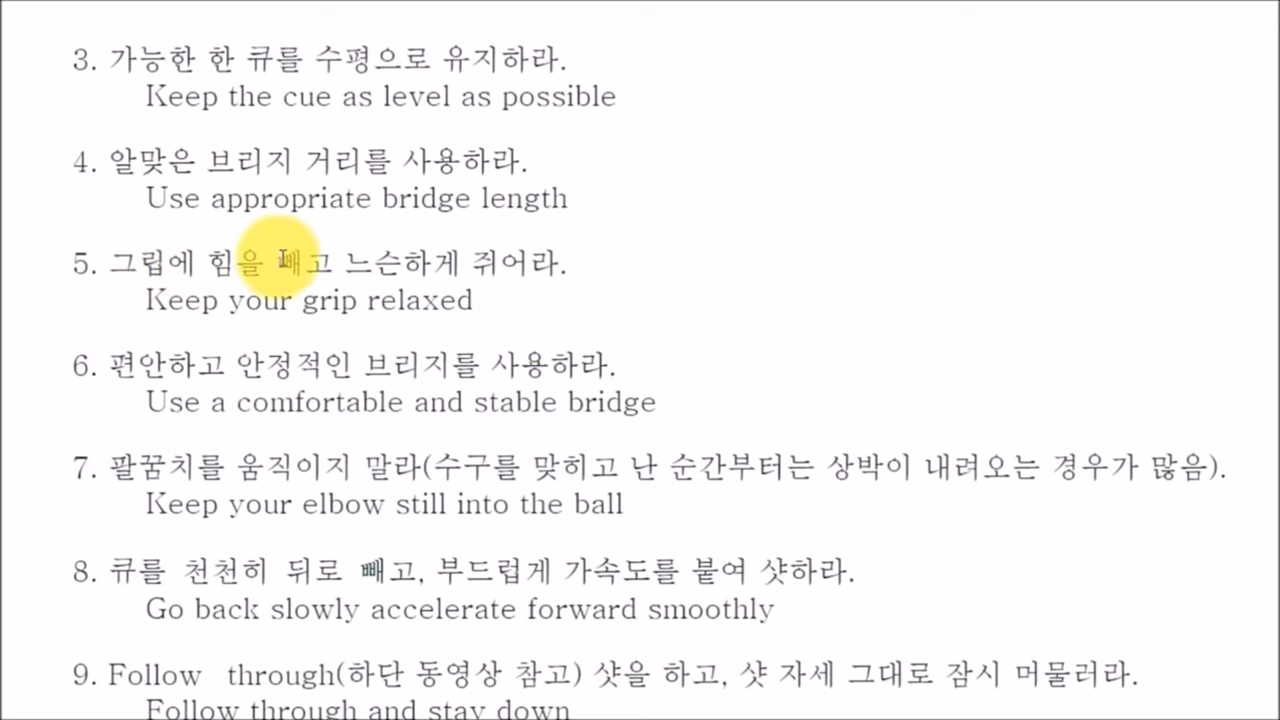 3. 가능한 한 큐를 수평으로 유지하라.
Keep the cue as level as possible
4. 알맞은 브리지 거리를 사용하라.
Use appropriate bridge length
5. 그립에 힘을 빼고 느슨하게 쥐어라.
Keep your grip relaxed
6. 편안하고 안정적인 브리지를 사용하라.
Use a comfortable and stable bridge
7. 팔꿈치를 움직이지 말라(수구를 맞히고 난 순간부터는 상박이 내려오는 경우가 많음).
Keep your elbow still into the ball
8. 큐를 천천히 뒤로 빼고, 부드럽게 가속도를 붙여 샷하라.
Go back slowly accelerate forward smoothly
9. Follow through(하단 동영상 참고) 샷을 하고, 샷 자세 그대로 잠시 머물러라.
Follow through and stay down